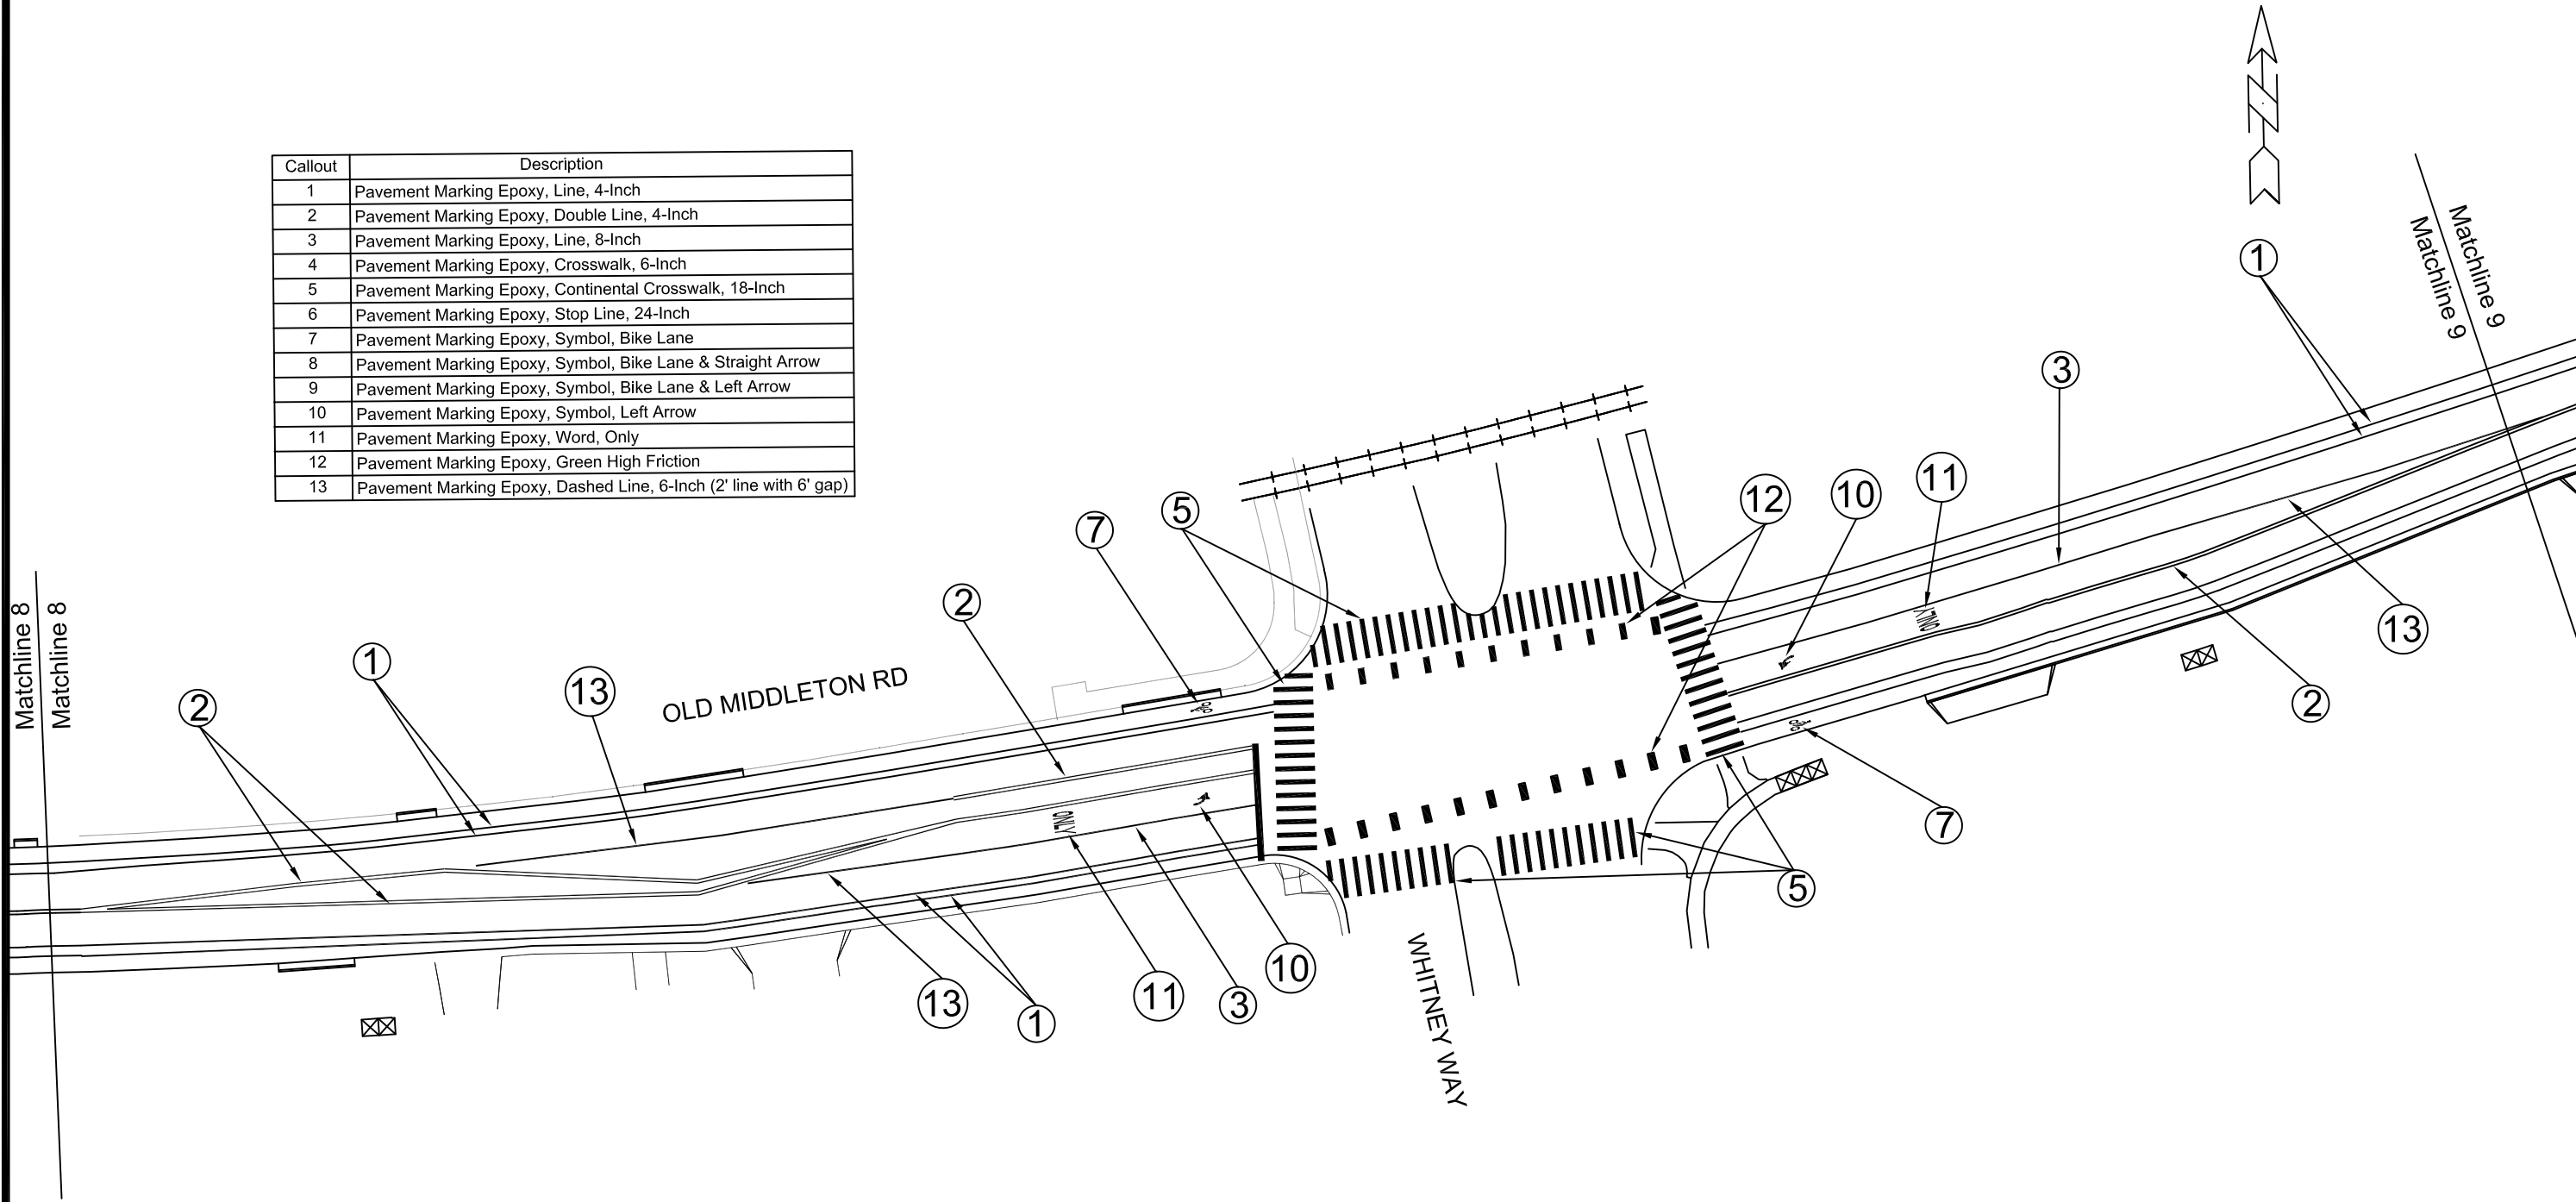 Callout Description
1 Pavement Marking Epoxy, Line, 4-Inch
2 Pavement Marking Epoxy, Double Line, 4-Inch
3 Pavement Marking Epoxy, Line, 8-Inch
4 Pavement Marking Epoxy, Crosswalk, 6-Inch
5 Pavement Marking Epoxy, Continental Crosswalk, 18-Inch
6 Pavement Marking Epoxy, Stop Line, 24-Inch
7 Pavement Marking Epoxy, Symbol, Bike Lane
8 Pavement Marking Epoxy, Symbol, Bike Lane & Straight Arrow
9 Pavement Marking Epoxy, Symbol, Bike Lane & Left Arrow
10 Pavement Marking Epoxy, Symbol, Left Arrow
11 Pavement Marking Epoxy, Word, Only
12 Pavement Marking Epoxy, Green High Friction
13 Pavement Marking Epoxy, Dashed Line, 6-Inch (2' line with 6' gap)
N
Matchline 9
Matchline 9
1
3
11
10
12
5
7
2
13
1
2
Matchline 8
Matchline 8
OLD MIDDLETON RD
ONLY
ONLY
13
2
7
5
10
3
11
1
13
WHITNEY WAY